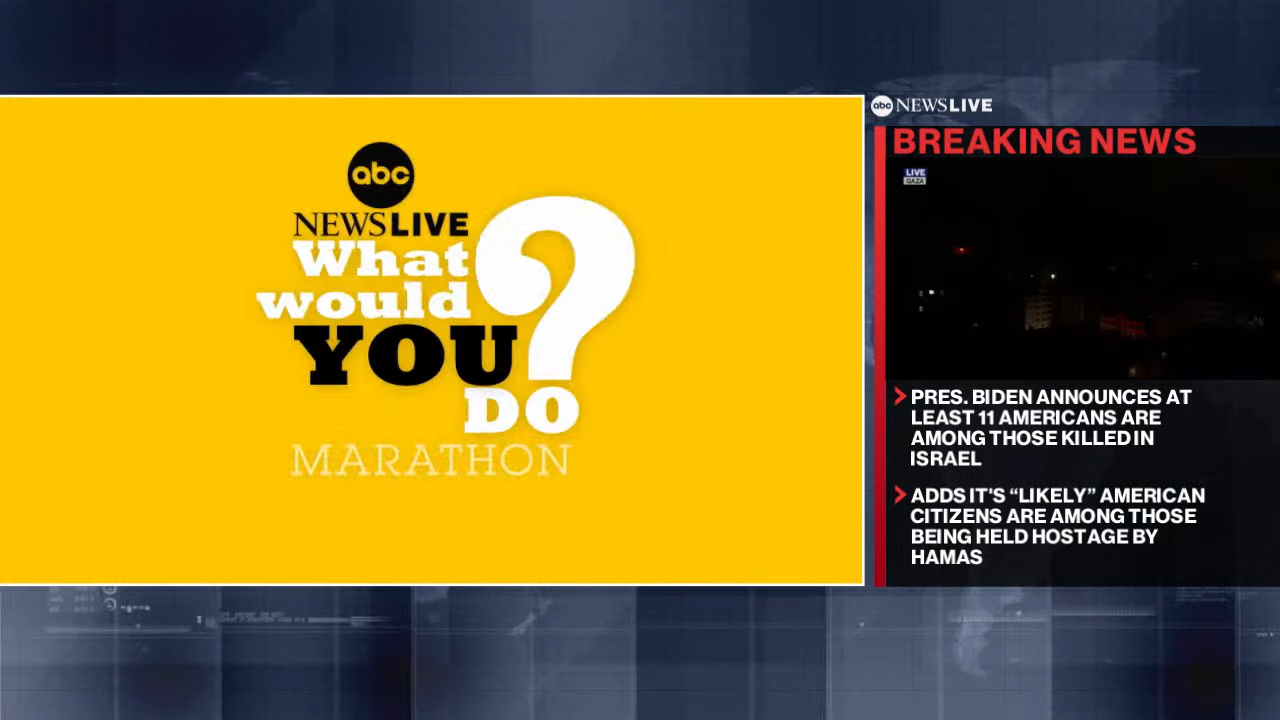 abc
NEWSLIVE
What
would
YOU
DO
?
MARATHON
abc NEWSLIVE
BREAKING NEWS
LIVE
GAZA
PRES. BIDEN ANNOUNCES AT
LEAST 11 AMERICANS ARE
AMONG THOSE KILLED IN
ISRAEL
ADDS IT'S “LIKELY” AMERICAN
CITIZENS ARE AMONG THOSE
BEING HELD HOSTAGE BY
HAMAS